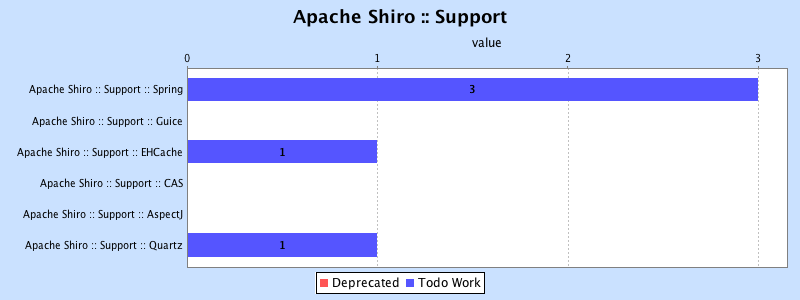 Apache Shiro :: Support
value
0 1 2 3
Apache Shiro :: Support :: Spring 3
Apache Shiro :: Support :: Guice
Apache Shiro :: Support :: EHCache 1
Apache Shiro :: Support :: CAS
Apache Shiro :: Support :: AspectJ
Apache Shiro :: Support :: Quartz 1
Deprecated Todo Work